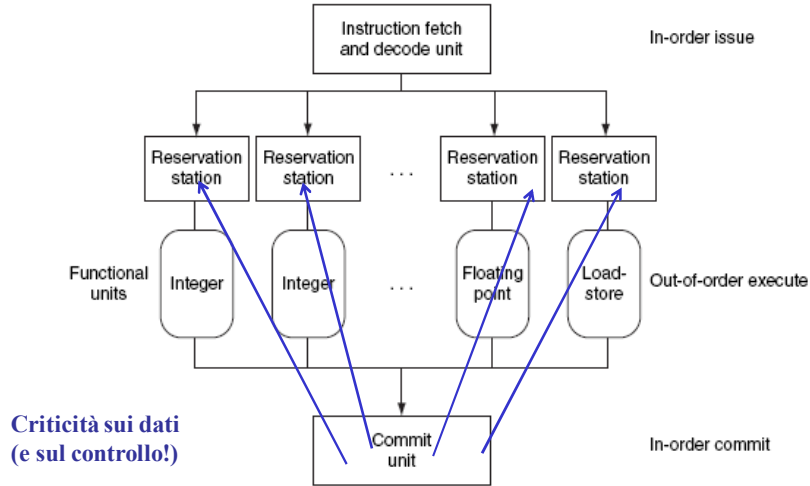 Instruction fetch
and decode unit
In-order issue
Reservation
station
Reservation
station
. . .
Reservation
station
Reservation
station
Functional
units
Integer
Integer
. . .
Floating
point
Load-
store
Out-of-order execute
Criticità sui dati
(e sul controllo!)
Commit
unit
In-order commit